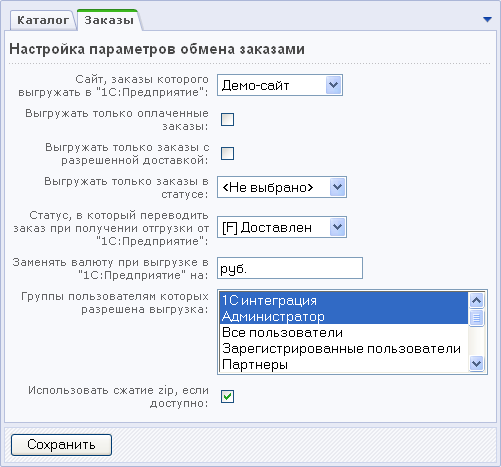 Каталог
Заказы
Настройка параметров обмена заказами
Сайт, заказы которого
выгружать в "1С:Предприятие":
Демо-сайт
Выгружать только оплаченные
заказы:
Выгружать только заказы с
разрешенной доставкой:
Выгружать только заказы в
статусе:
<Не выбрано>
Статус, в который переводить
заказ при получении отгрузки от
"1С:Предприятие":
[F] Доставлен
Заменять валюту при выгрузке в
"1С:Предприятие" на:
руб.
Группы пользователям которых
разрешена выгрузка:
1С интеграция
Администратор
Все пользователи
Зарегистрированные пользователи
Партнеры
Использовать сжатие zip, если
доступно:
Сохранить